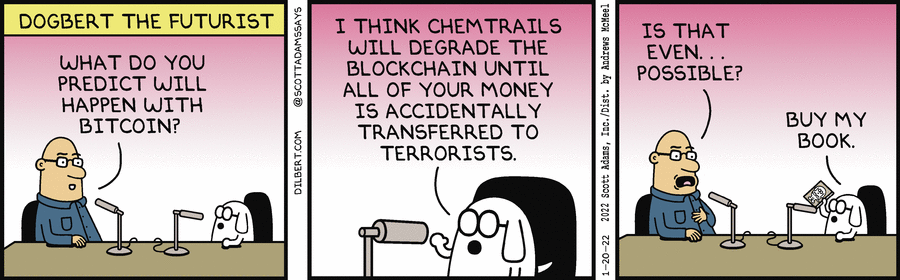 DOGBERT THE FUTURIST
WHAT DO YOU
PREDICT WILL
HAPPEN WITH
BITCOIN?
DILBERT.COM @SCOTTADAMSSAYS
I THINK CHEMTRAILS
WILL DEGRADE THE
BLOCKCHAIN UNTIL
ALL OF YOUR MONEY
IS ACCIDENTALLY
TRANSFERRED TO
TERRORISTS.
1-20-22 2022 Scott Adams, Inc./Dist. by Andrews McMeel
IS THAT
EVEN...
POSSIBLE?
BUY MY
BOOK.